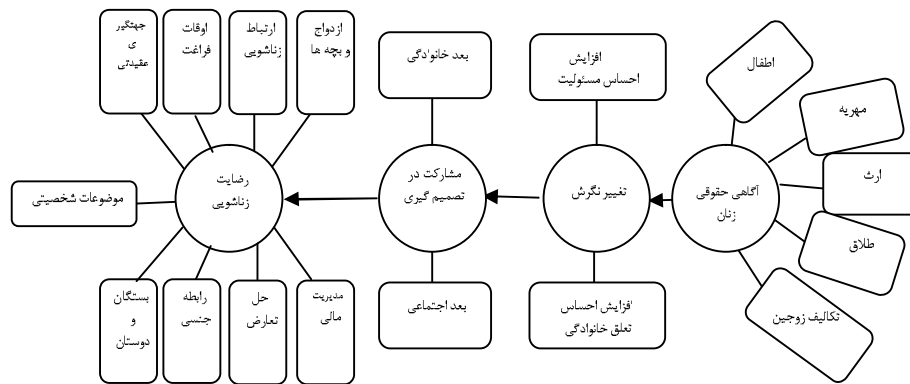 اطفال
مهریه
ارث
طلاق
تکالیف زوجین
آگاهی حقوقی
زنان
افزایش
احساس مسئولیت
تغییر نگرش
افزایش احساس
تعلق خانوادگی
بعد خانوادگی
مشارکت در
تصمیم گیری
بعد اجتماعی
ازدواج
و بچه ها
ارتباط
زناشویی
اوقات
فراغت
جهتگیر
ی
عقیدتی
رضایت
زناشویی
موضوعات شخصیتی
مدیریت
مالی
حل
تعارض
رابطه
جنسی
بستگان
و
دوستان